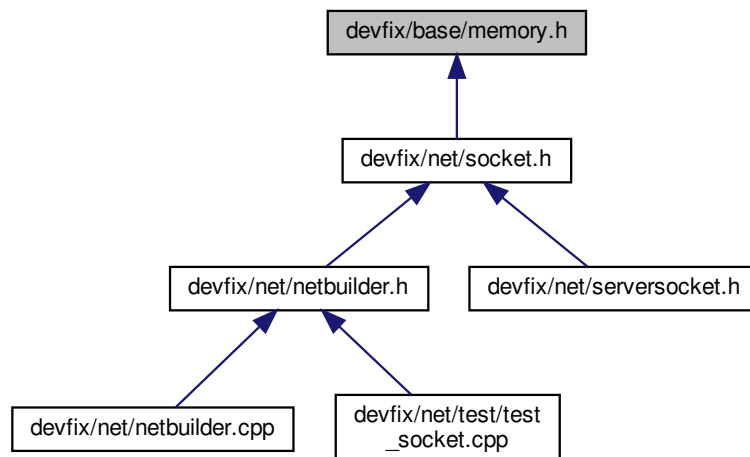 devfix/base/memory.h
devfix/net/socket.h
devfix/net/netbuilder.h
devfix/net/serversocket.h
devfix/net/netbuilder.cpp
devfix/net/test/test
_socket.cpp